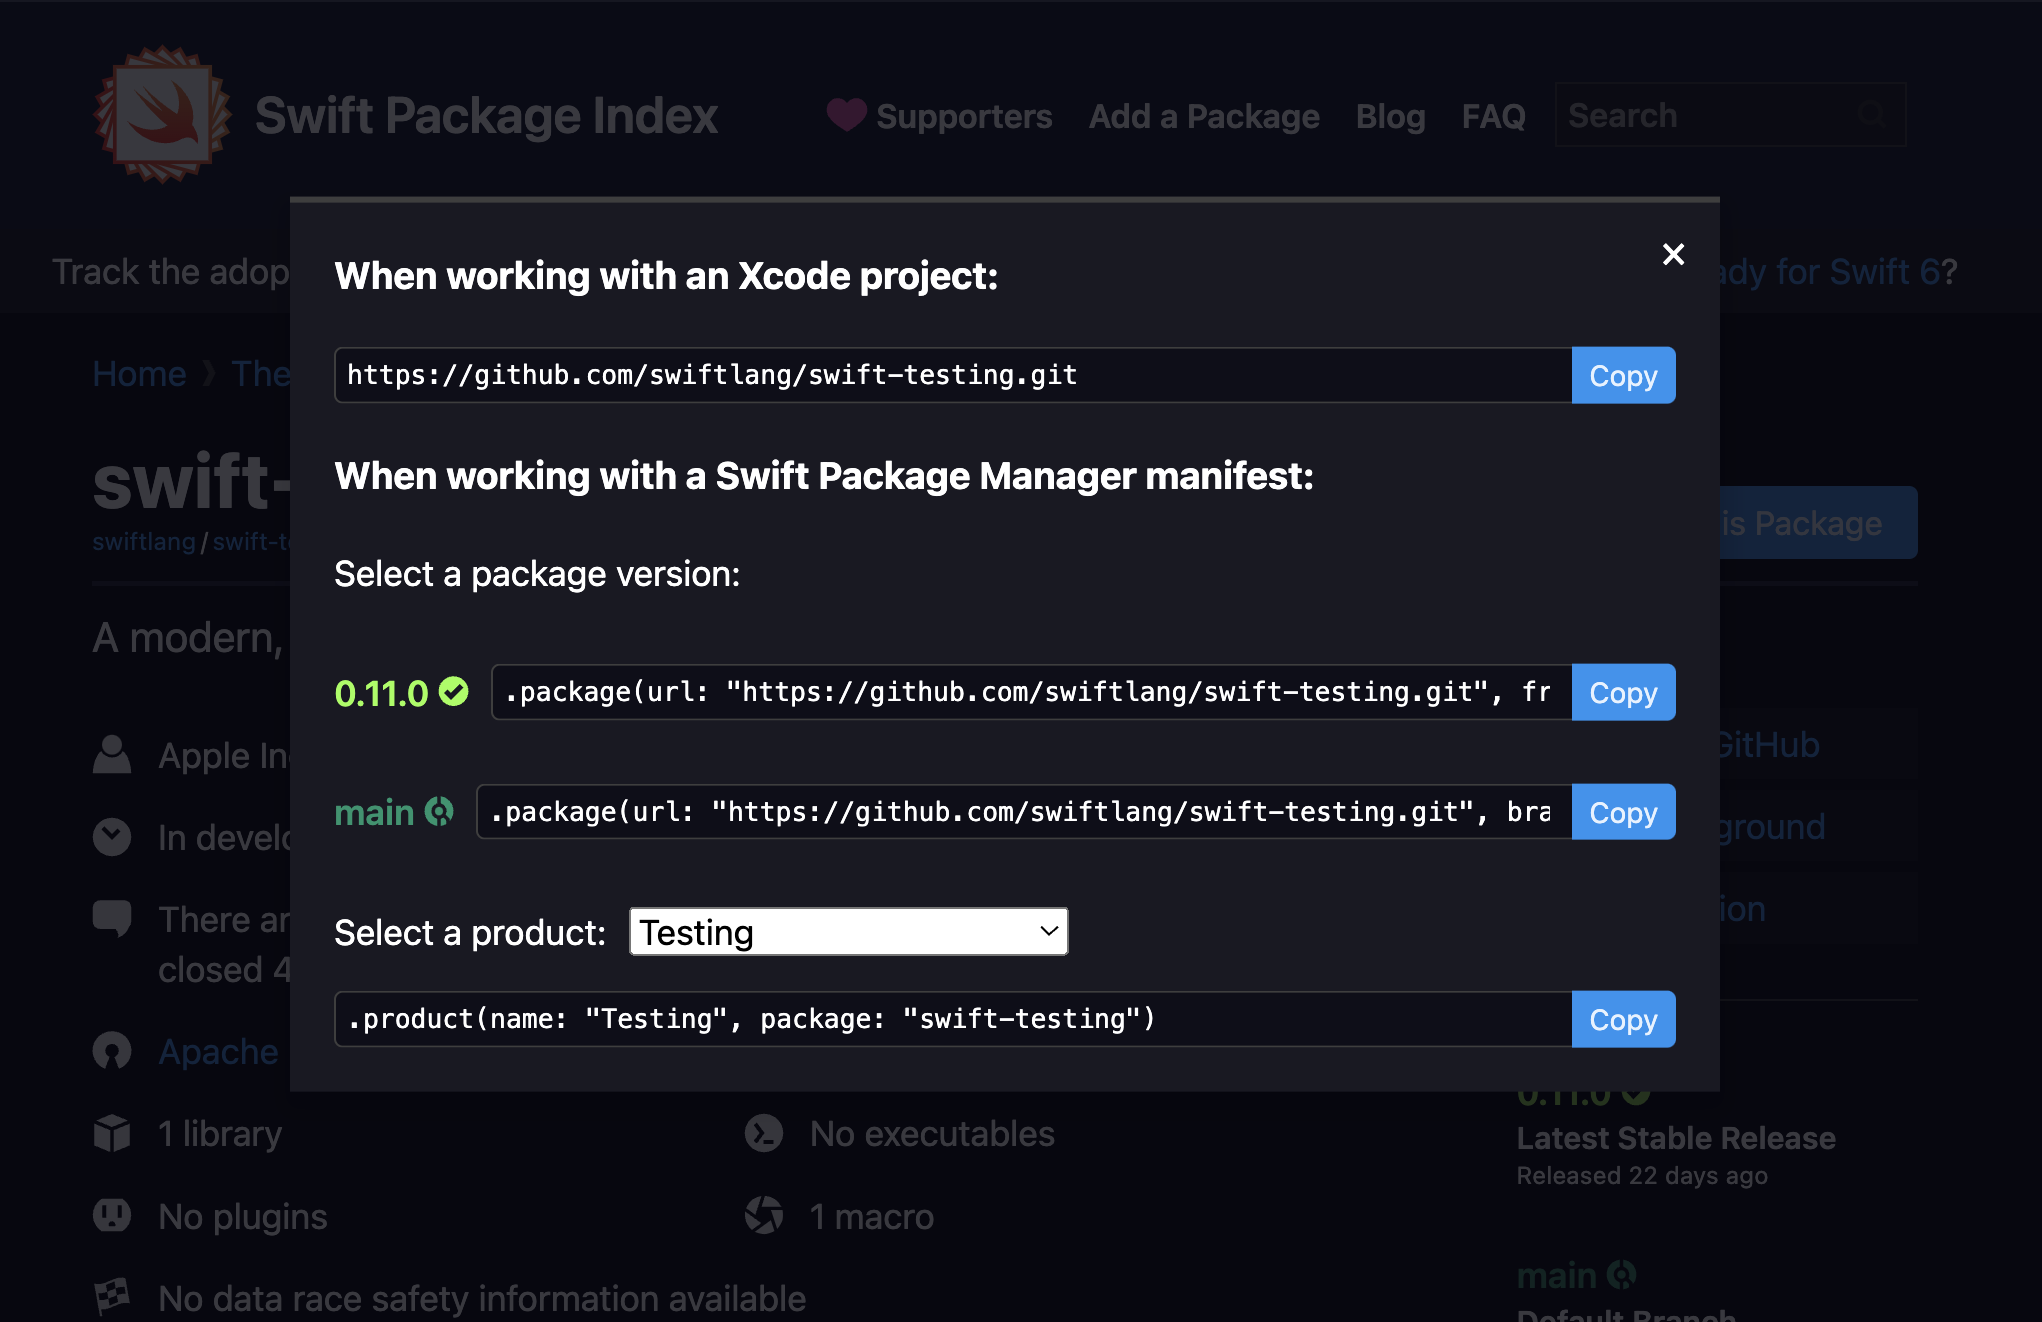 Swift Package Index
Supporters
Add a Package
Blog
FAQ
Search
Track the adop
ady for Swift 6?
Home
The
swift-
swiftlang / swift-t
is Package
A modern,
Apple In
In develo
There ar
closed 4
Apache
1 library
No executables
No plugins
1 macro
No data race safety information available
GitHub
ground
ion
0.11.0
Latest Stable Release
Released 22 days ago
main
Default Branch
When working with an Xcode project:
https://github.com/swiftlang/swift-testing.git
Copy
When working with a Swift Package Manager manifest:
Select a package version:
0.11.0
.package(url: "https://github.com/swiftlang/swift-testing.git", fr
Copy
main
.package(url: "https://github.com/swiftlang/swift-testing.git", bra
Copy
Select a product:
Testing
.product(name: "Testing", package: "swift-testing")
Copy